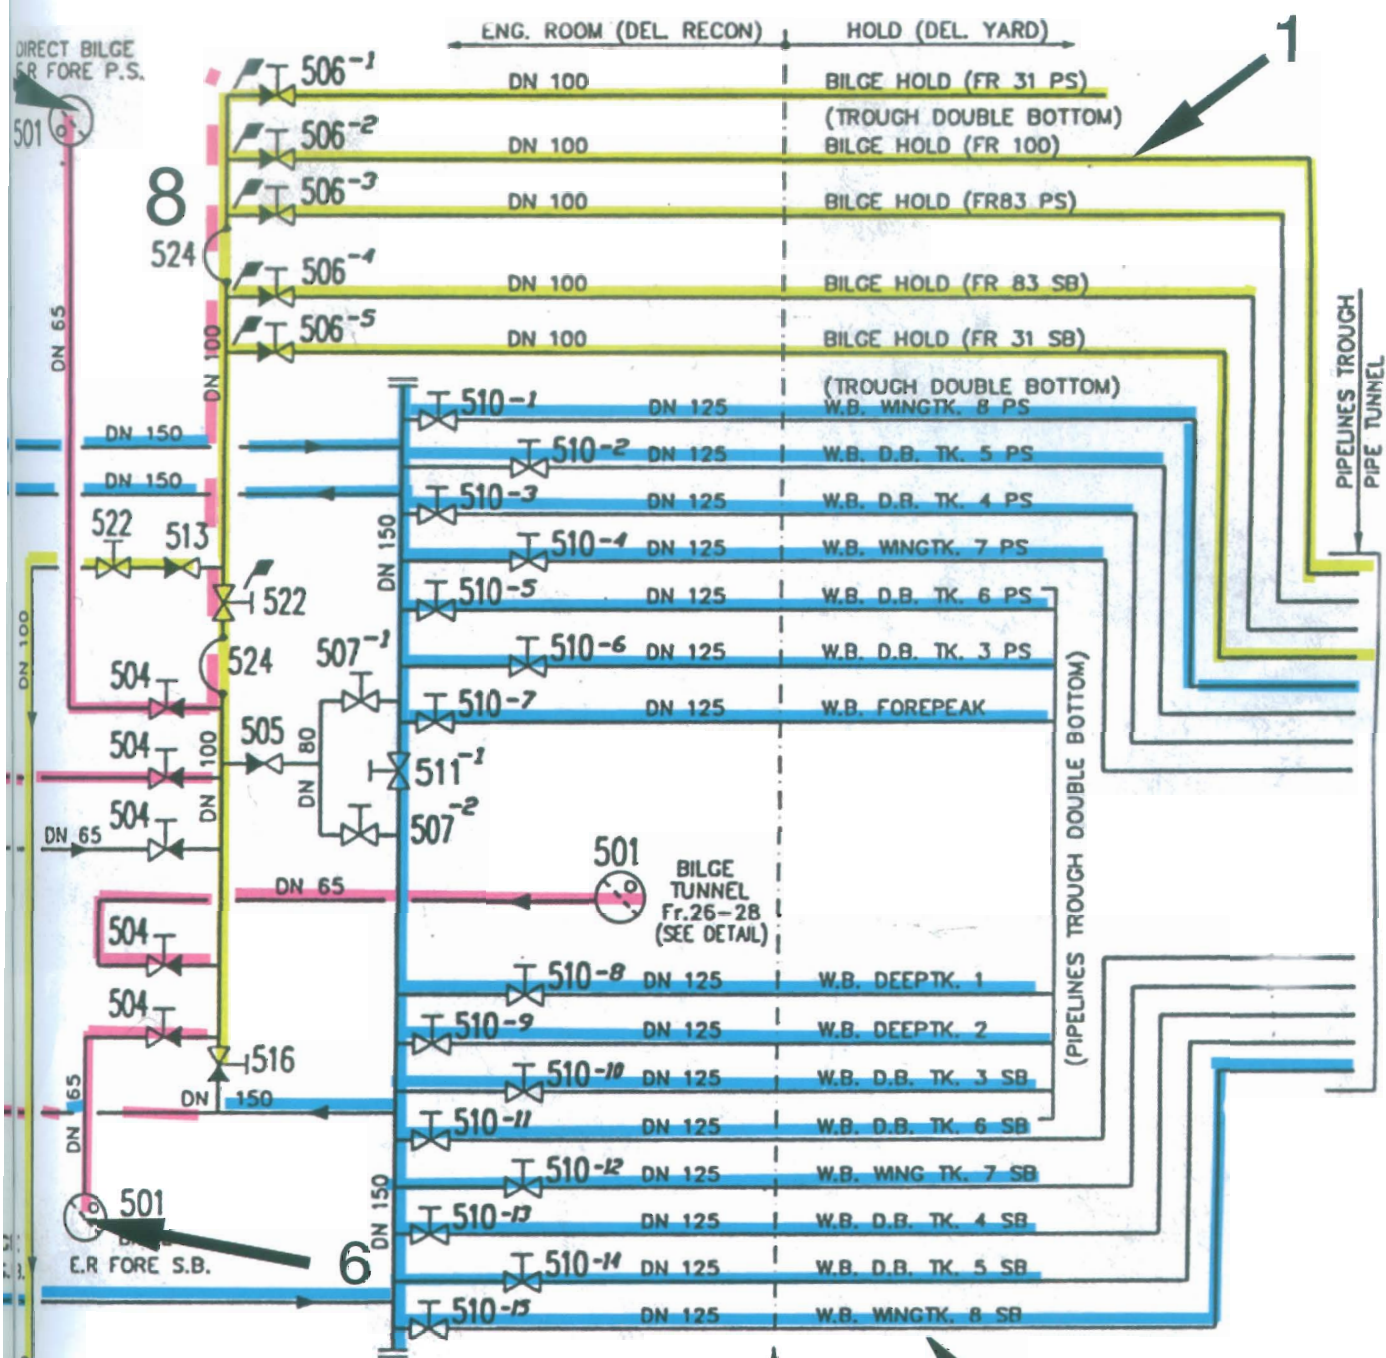 ENG. ROOM (DEL. RECON) HOLD (DEL. YARD)
1
DIRECT BILGE
E.R FORE P.S.
501
506-1 DN 100 BILGE HOLD (FR 31 PS)
(TROUGH DOUBLE BOTTOM)
506-2 DN 100 BILGE HOLD (FR 100)
8
506-3 DN 100 BILGE HOLD (FR83 PS)
524
506-4 DN 100 BILGE HOLD (FR 83 SB)
506-5 DN 100 BILGE HOLD (FR 31 SB)
(TROUGH DOUBLE BOTTOM)
DN 65
DN 100
PIPELINES TROUGH
PIPE TUNNEL
510-1 DN 125 W.B. WINGTK. 8 PS
DN 150
510-2 DN 125 W.B. D.B. TK. 5 PS
DN 150
510-3 DN 125 W.B. D.B. TK. 4 PS
522 513
DN 150
510-4 DN 125 W.B. WINGTK. 7 PS
522
510-5 DN 125 W.B. D.B. TK. 6 PS
DN 100
524
507-1
510-6 DN 125 W.B. D.B. TK. 3 PS
504
510-7 DN 125 W.B. FOREPEAK
504
DN 100
505
DN 80
511-1
504
DN 65
507-2
(PIPELINES TROUGH DOUBLE BOTTOM)
501
BILGE
TUNNEL
Fr.26-28
(SEE DETAIL)
DN 65
504
510-8 DN 125 W.B. DEEPTK. 1
504
510-9 DN 125 W.B. DEEPTK. 2
516
510-10 DN 125 W.B. D.B. TK. 3 SB
DN 150
DN 65
510-11 DN 125 W.B. D.B. TK. 6 SB
510-12 DN 125 W.B. WING TK. 7 SB
501
DN 150
510-13 DN 125 W.B. D.B. TK. 4 SB
E.R FORE S.B.
6
510-14 DN 125 W.B. D.B. TK. 5 SB
510-15 DN 125 W.B. WINGTK. 8 SB